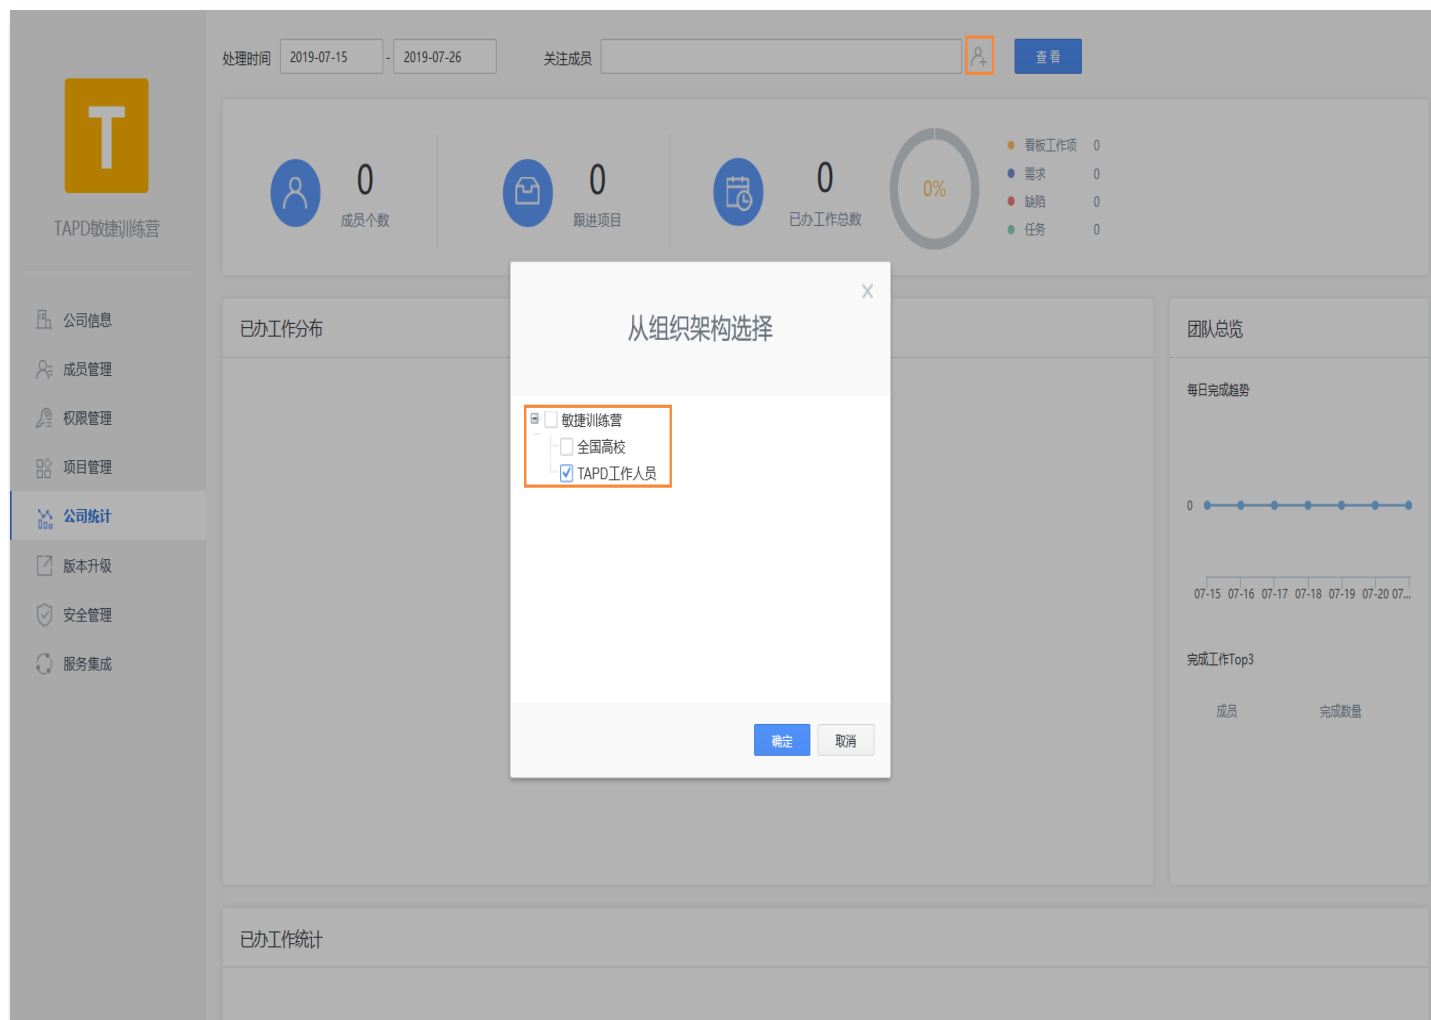 处理时间 2019-07-15 - 2019-07-26 关注成员 查看
T
TAPD敏捷训练营
公司信息
成员管理
权限管理
项目管理
公司统计
版本升级
安全管理
服务集成
0
成员个数
0
跟进项目
0
已办工作总数
0%
看板工作项 0
需求 0
缺陷 0
任务 0
已办工作分布
从组织架构选择
X
敏捷训练营
全国高校
TAPD工作人员
确定 取消
团队总览
每日完成趋势
0
07-15 07-16 07-17 07-18 07-19 07-20 07...
完成工作Top3
成员 完成数量
已办工作统计